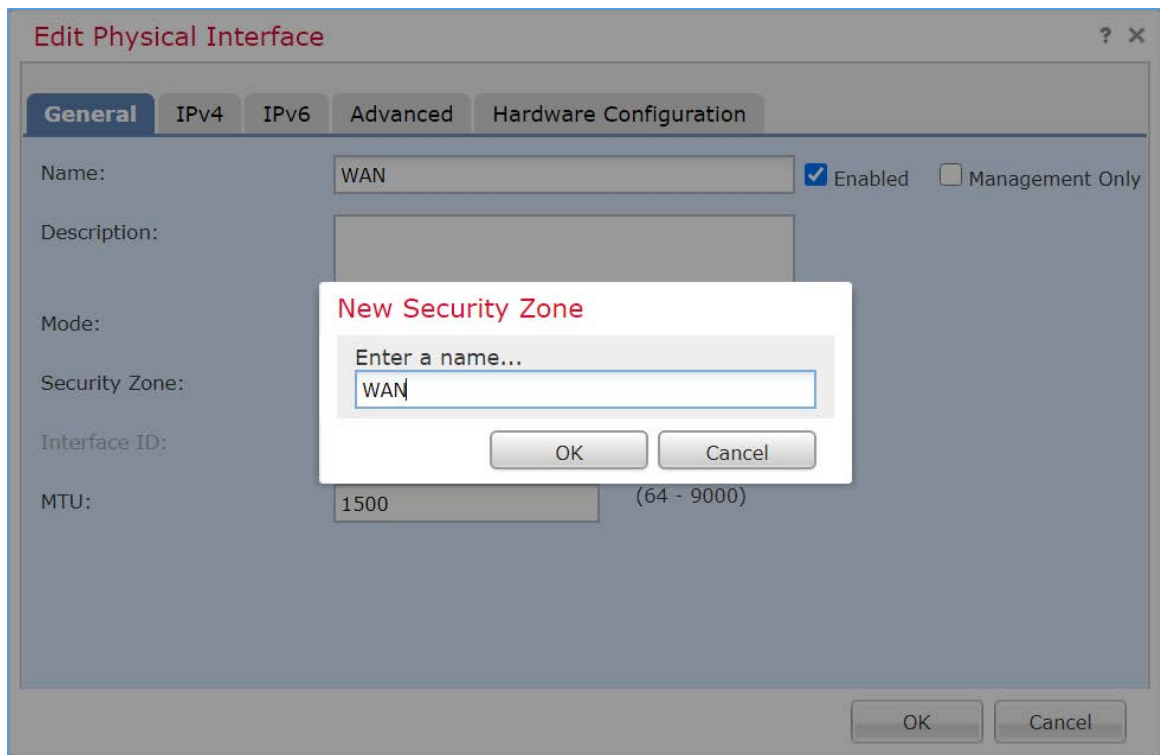 Edit Physical Interface ? ×
General IPv4 IPv6 Advanced Hardware Configuration
Name: WAN Enabled Management Only
Description:
New Security Zone
Mode:
Enter a name...
Security Zone: WAN
Interface ID: OK Cancel
MTU: 1500 (64 - 9000)
OK Cancel